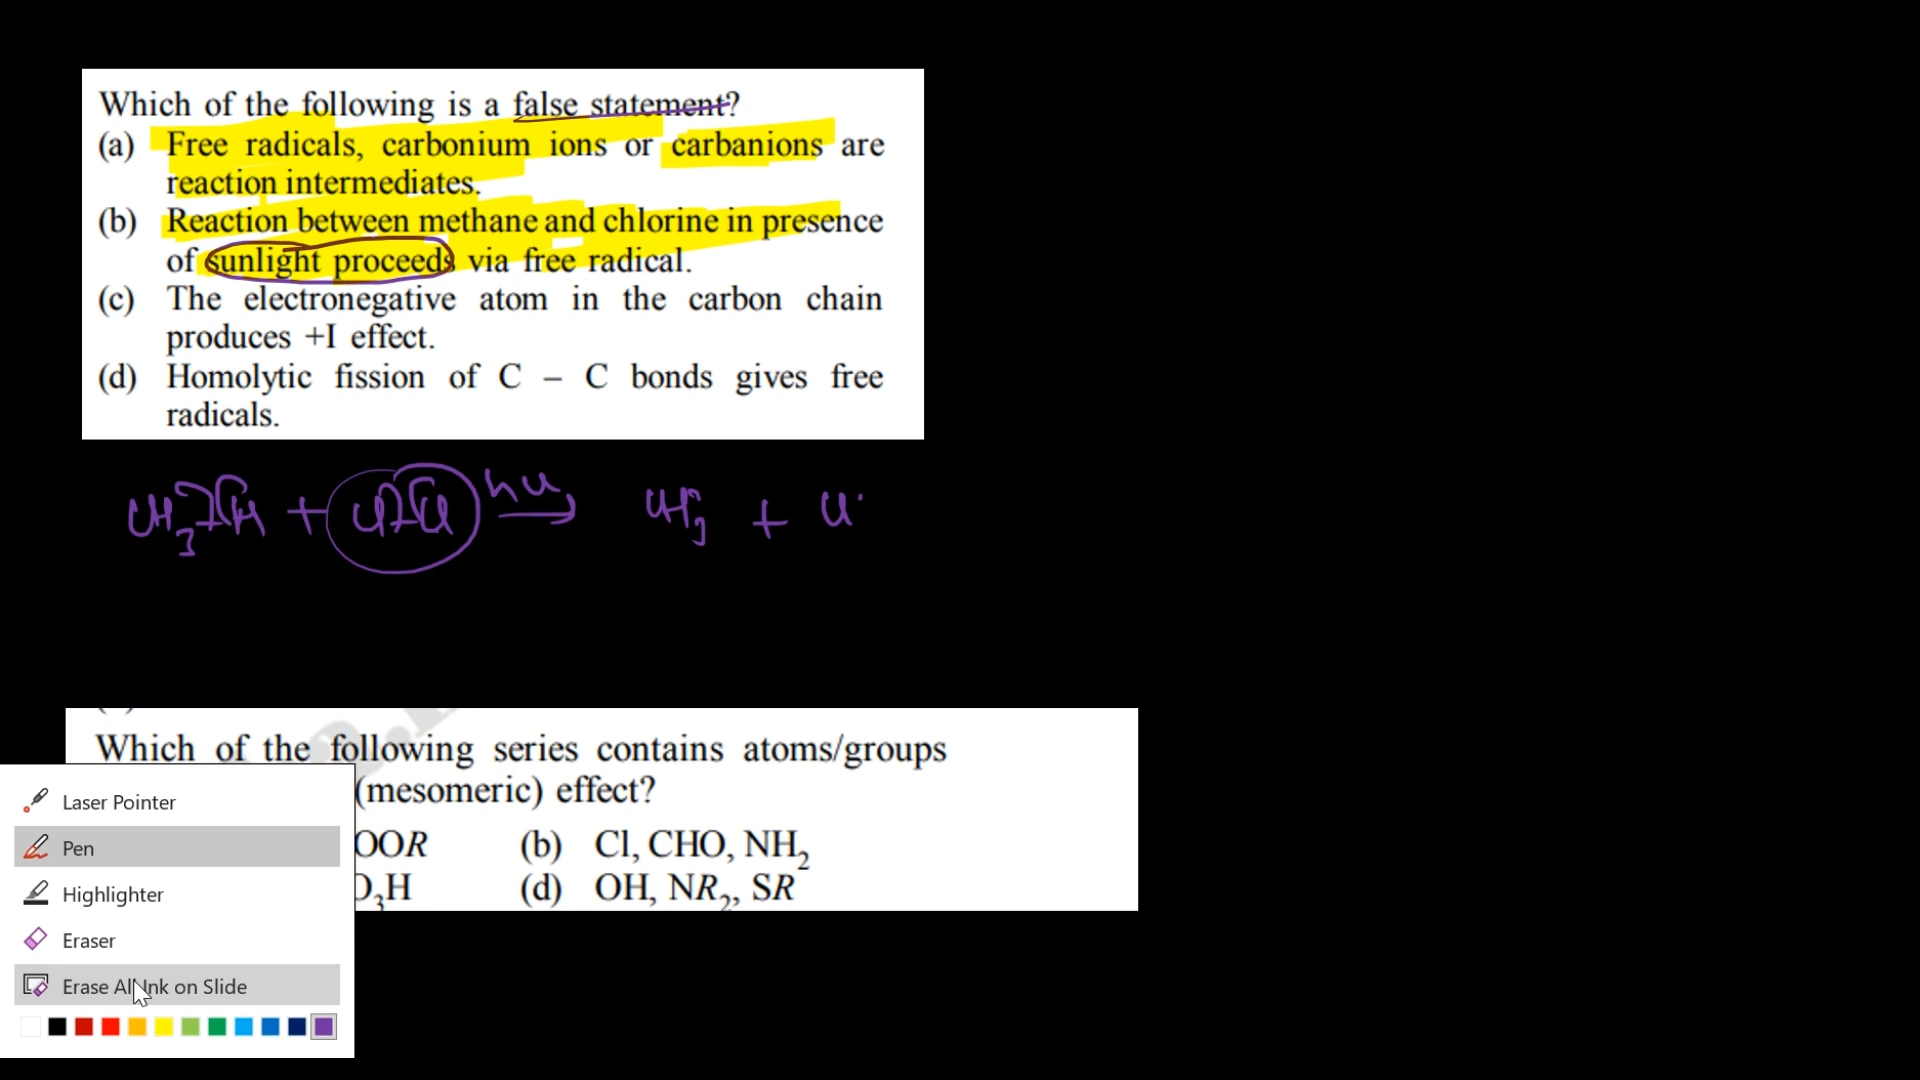 Which of the following is a false statement?
(a) Free radicals, carbonium ions or carbanions are
reaction intermediates.
(b) Reaction between methane and chlorine in presence
of sunlight proceeds via free radical.
(c) The electronegative atom in the carbon chain
produces +I effect.
(d) Homolytic fission of C – C bonds gives free
radicals.
Which of the following series contains atoms/groups
(mesomeric) effect?
OOR (b) Cl, CHO, NH₂
O₃H (d) OH, NR₂, SR
Laser Pointer
Pen
Highlighter
Eraser
Erase All Ink on Slide